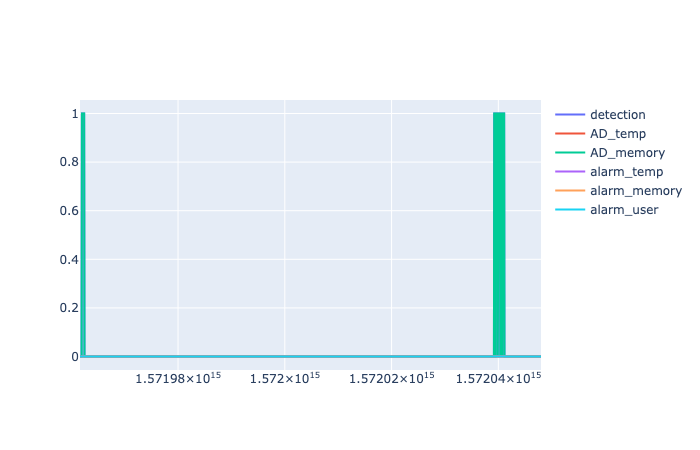 1
0.8
0.6
0.4
0.2
0
1.57198×10¹⁵
1.572×10¹⁵
1.57202×10¹⁵
1.57204×10¹⁵
detection
AD_temp
AD_memory
alarm_temp
alarm_memory
alarm_user